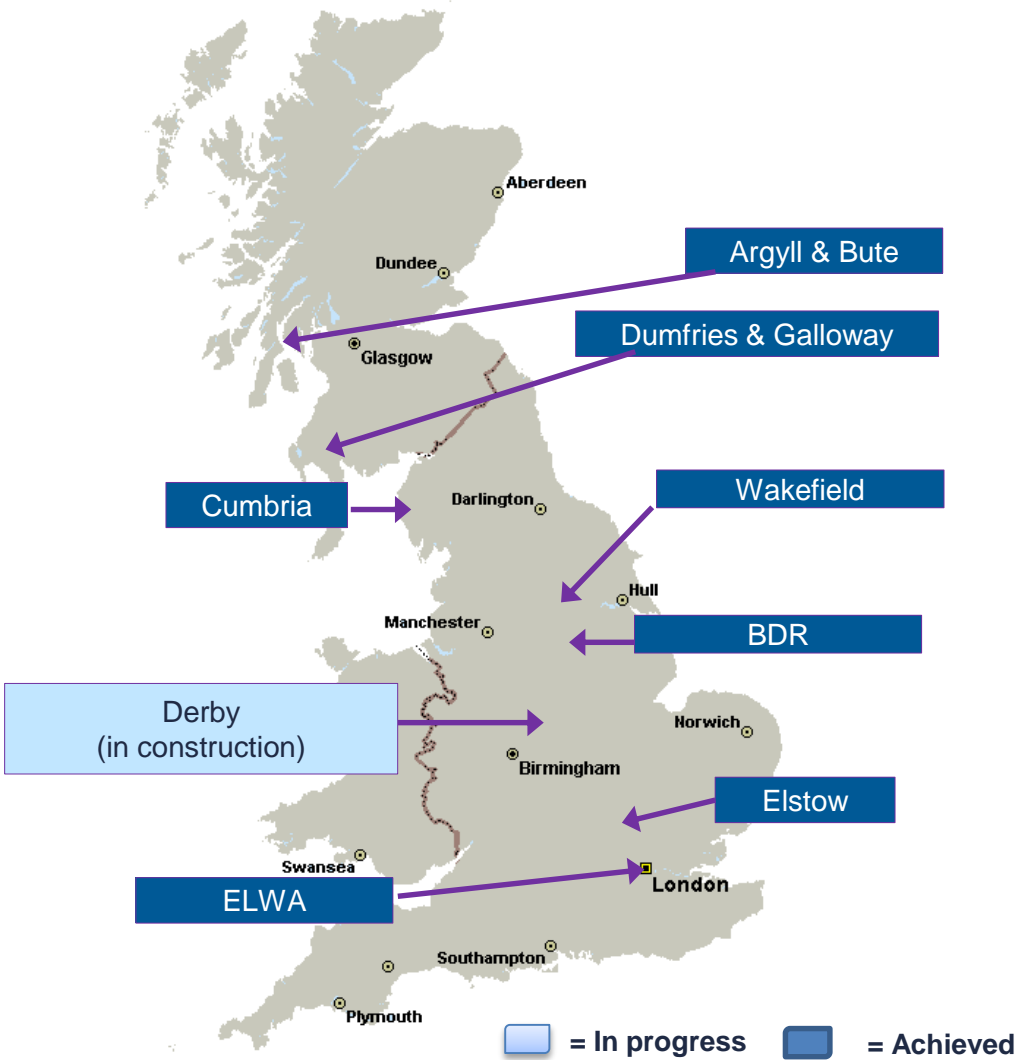 Aberdeen
Argyll & Bute
Dundee
Dumfries & Galloway
Glasgow
Wakefield
Cumbria
Darlington
Hull
Manchester
BDR
Derby
(in construction)
Norwich
Birmingham
Elstow
Swansea
London
ELWA
Southampton
Plymouth
= In progress
= Achieved